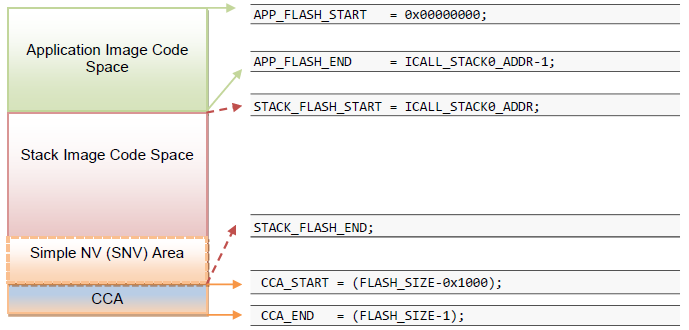 APP_FLASH_START = 0x00000000;
Application Image Code
Space
APP_FLASH_END = ICALL_STACK0_ADDR-1;
STACK_FLASH_START = ICALL_STACK0_ADDR;
Stack Image Code Space
STACK_FLASH_END;
Simple NV (SNV) Area
CCA_START = (FLASH_SIZE-0x1000);
CCA
CCA_END = (FLASH_SIZE-1);